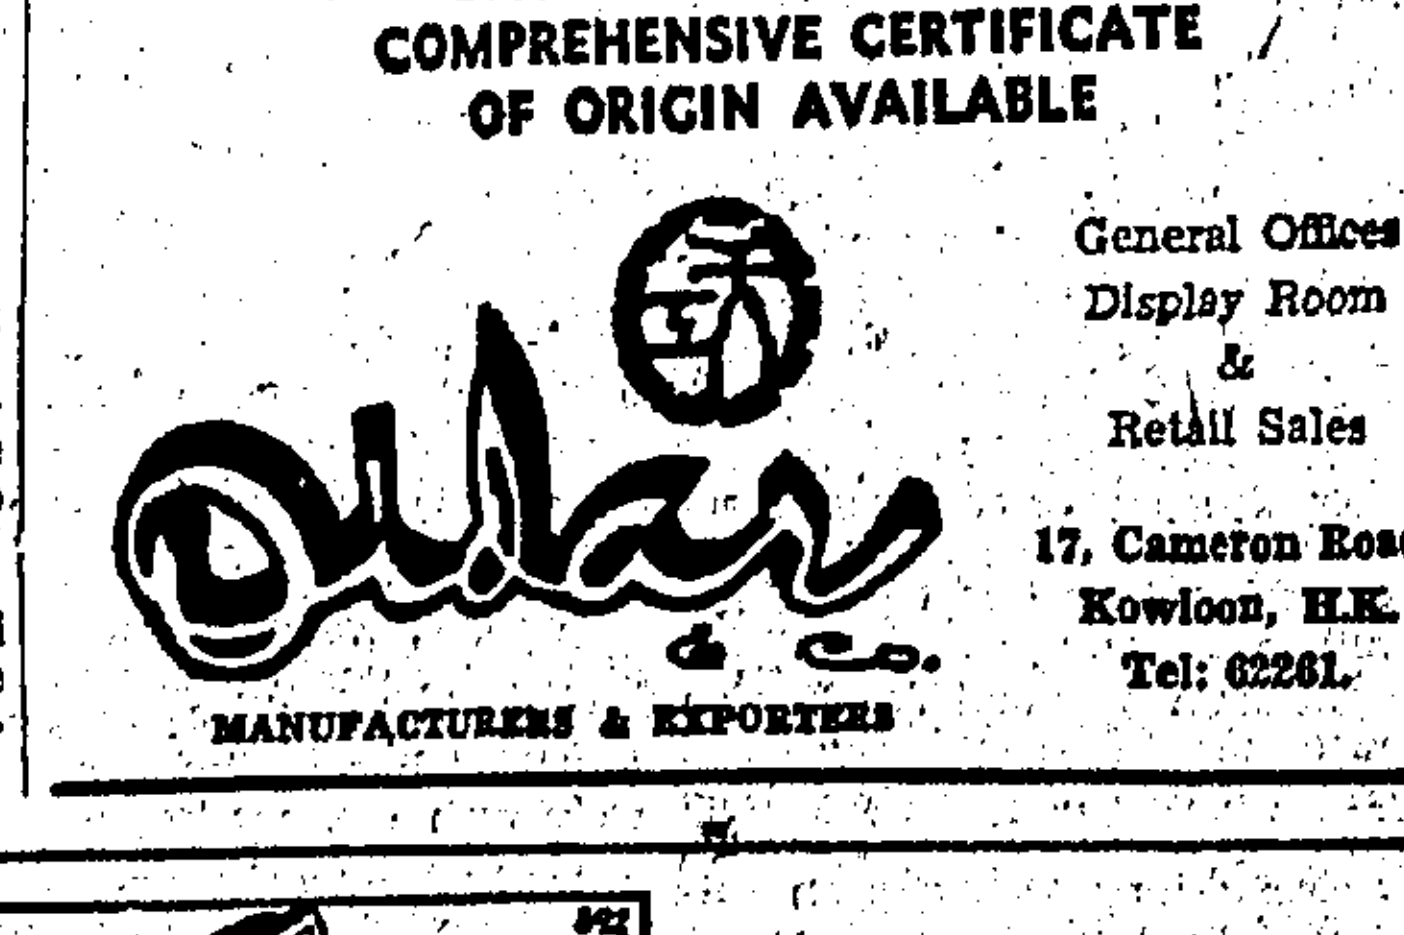 COMPREHENSIVE CERTIFICATE
OF ORIGIN AVAILABLE
General Offices
Display Room
&
Retail Sales
17, Cameron
Kowloon, H.K.
Tel: 62261.
& Co.
MANUFACTURERS & EXPORTERS